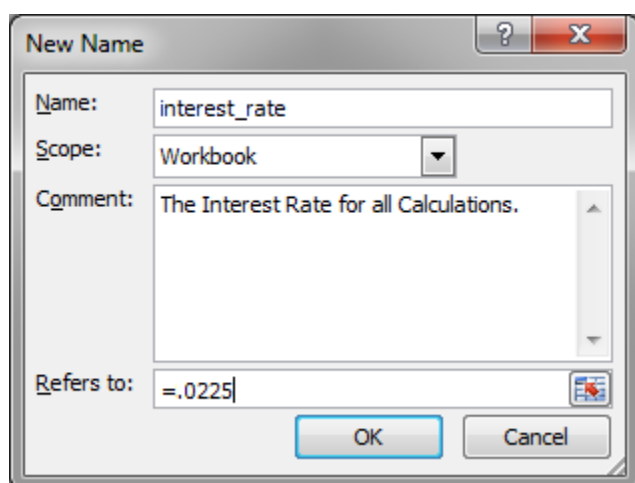 New Name
Name: interest_rate
Scope: Workbook
Comment: The Interest Rate for all Calculations.
Refers to: =.0225
OK Cancel